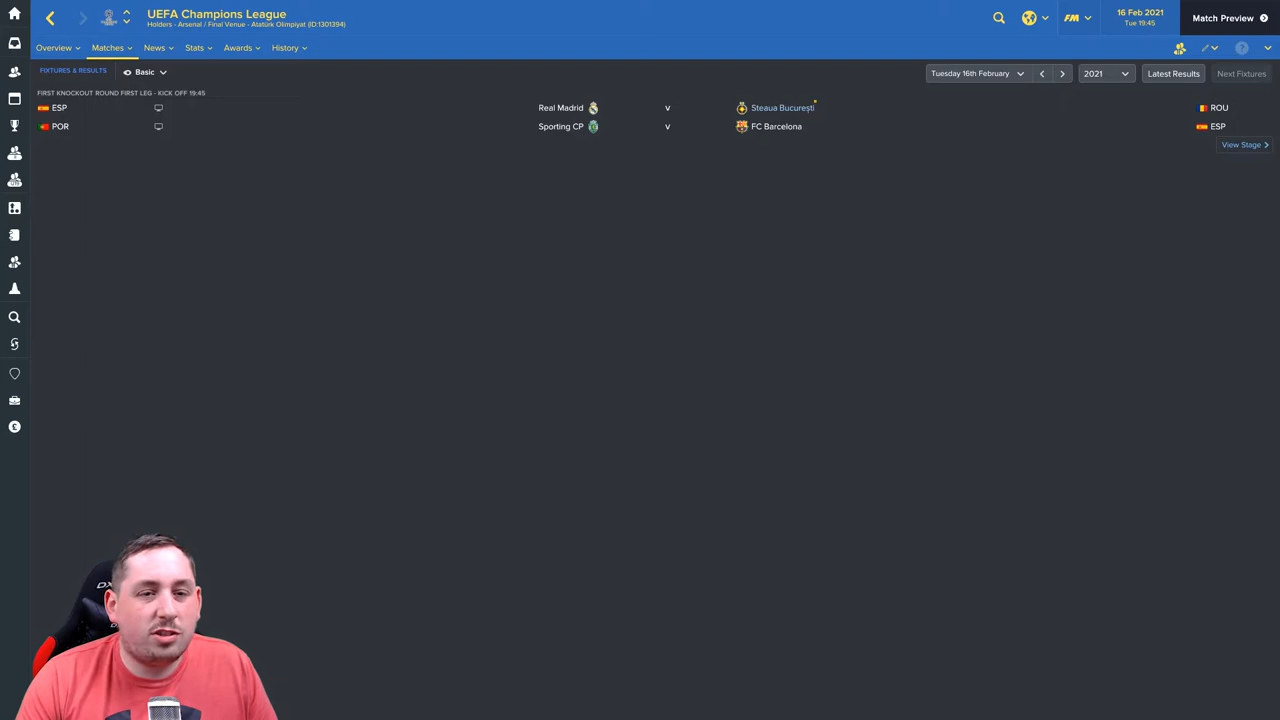 UEFA Champions League
Holders - Arsenal / Final Venue - Atatürk Olimpiyat (ID:1301394)
FM
16 Feb 2021
Tue 19:45
Match Preview
Overview Matches News Stats Awards History
FIXTURES & RESULTS Basic
Tuesday 16th February 2021 Latest Results Next Fixtures
FIRST KNOCKOUT ROUND FIRST LEG - KICK OFF 19:45
ESP Real Madrid v Steaua București ROU
POR Sporting CP v FC Barcelona ESP
View Stage